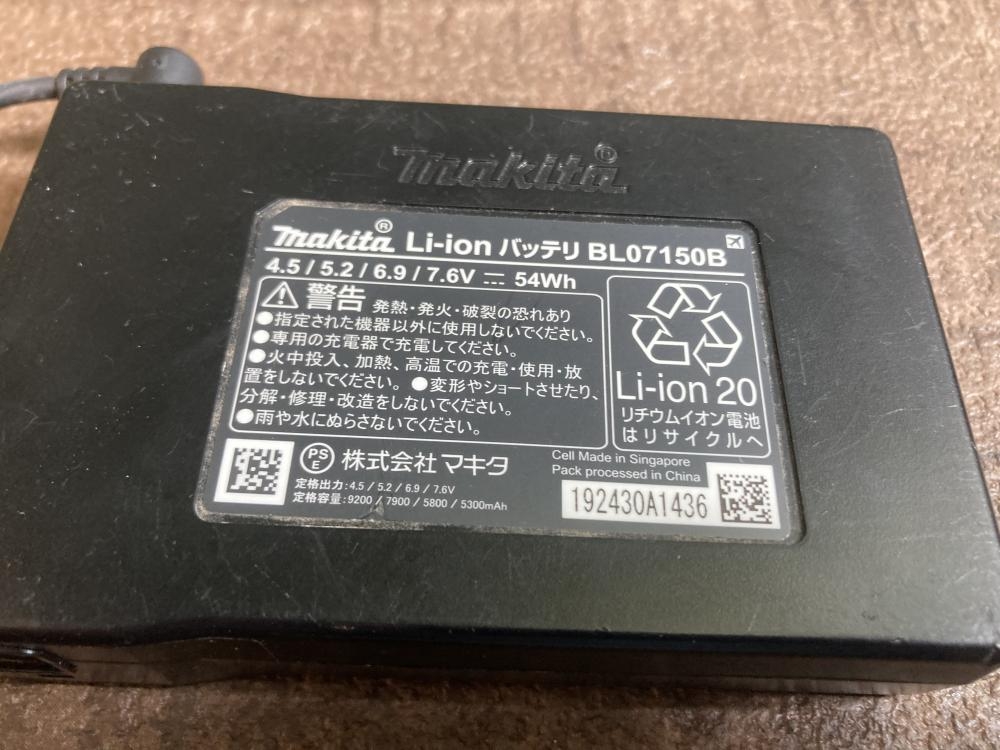 makita
makita® Li-ion バッテリ BL07150B
4.5 / 5.2 / 6.9 / 7.6V ⎓ 54Wh
警告 発熱・発火・破裂の恐れあり
●指定された機器以外に使用しないでください。
●専用の充電器で充電してください。
●火中投入、加熱、高温での充電・使用・放
置をしないでください。 ●変形やショートさせたり、
分解・修理・改造をしないでください。
●雨や水にぬらさないでください。
Li-ion 20
リチウムイオン電池
はリサイクルへ
PS
E
株式会社 マキタ
定格出力:4.5 / 5.2 / 6.9 / 7.6V
定格容量:9200 / 7900 / 5800 / 5300mAh
Cell Made in Singapore
Pack processed in China
192430A1436